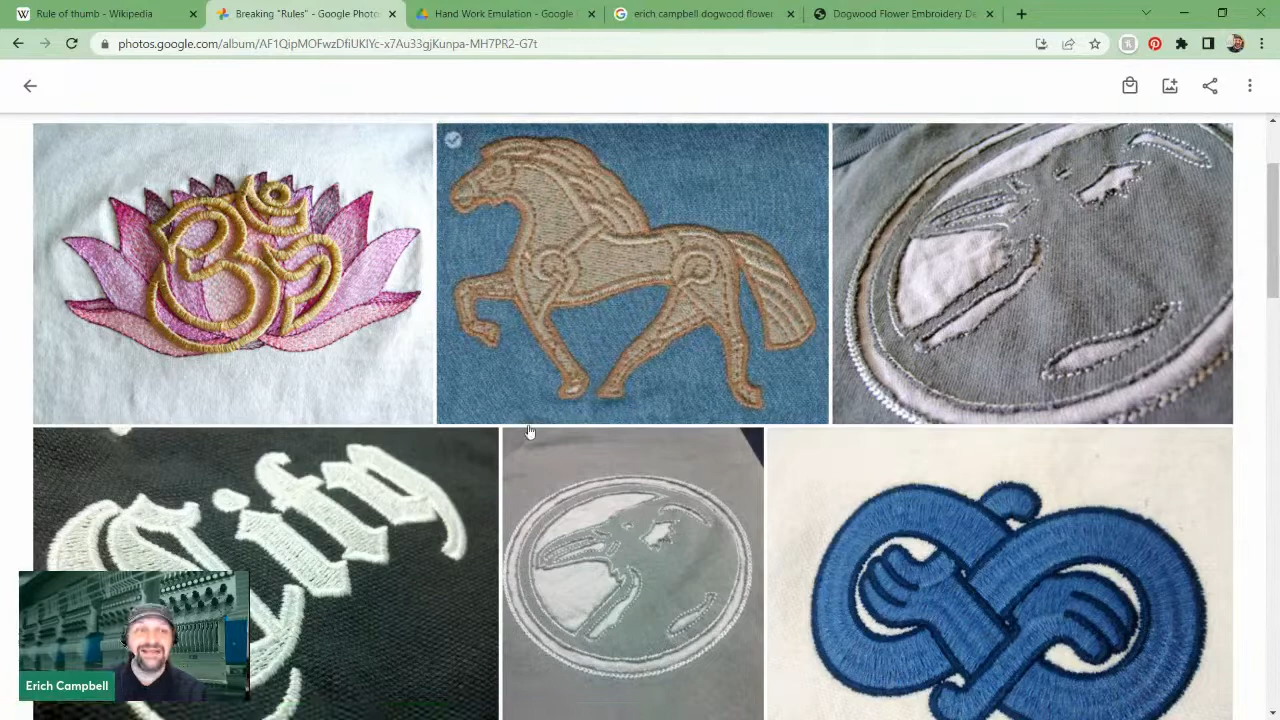 Rule of thumb - Wikipedia
Breaking "Rules" - Google Photo
Hand Work Emulation - Google
erich campbell dogwood flower
Dogwood Flower Embroidery De
photos.google.com/album/AF1QipMOFwzDfiUKlYc-x7Au33gjKunpa-MH7PR2-G7t
City
Erich Campbell